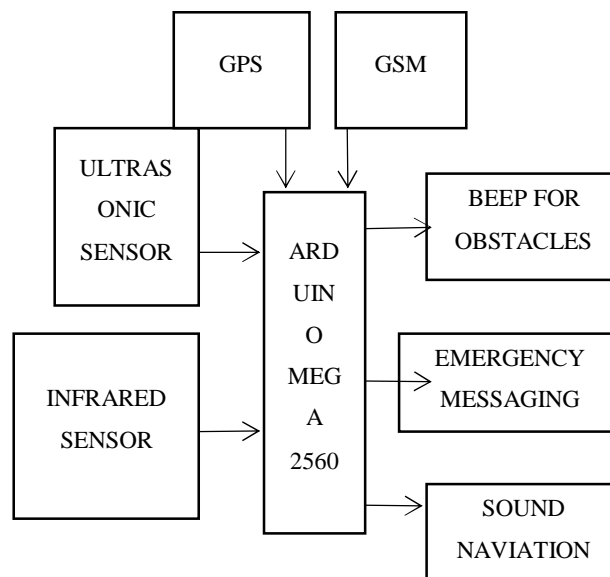 GPS
GSM
ULTRAS
ONIC
SENSOR
ARD
UIN
O
MEG
A
2560
BEEP FOR
OBSTACLES
INFRARED
SENSOR
EMERGENCY
MESSAGING
SOUND
NAVIATION